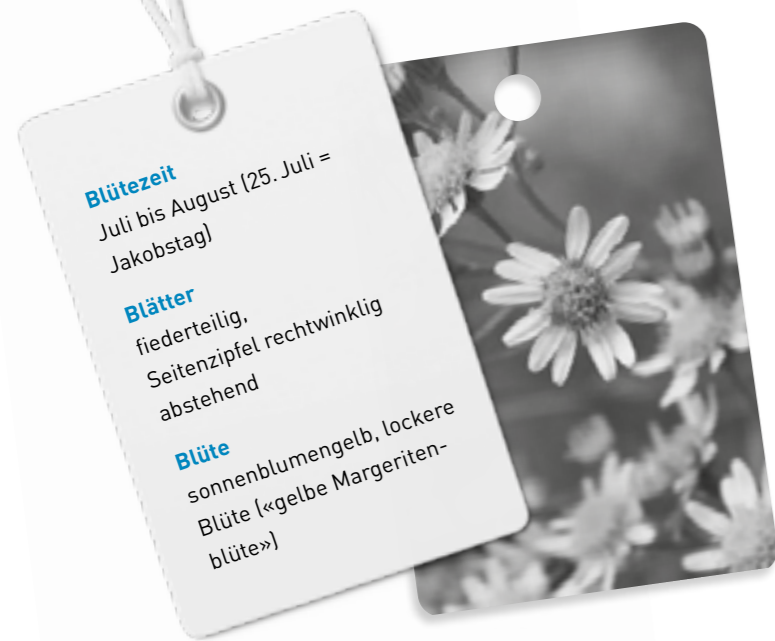 Blütezeit
Juli bis August (25. Juli =
Jakobstag)
Blätter
fiederteilig,
Seitenzipfel rechtwinklig
abstehend
Blüte
sonnenblumengelb, lockere
Blüte («gelbe Margeriten-
blüte»)